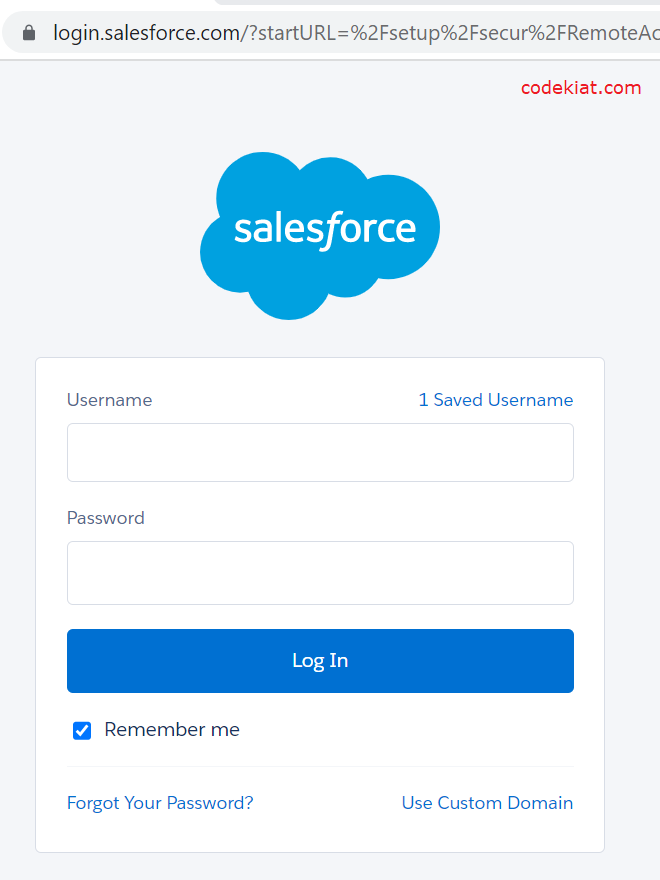 login.salesforce.com/?startURL=%2Fsetup%2Fsecur%2FRemoteAc
codekiat.com
salesforce
Username
1 Saved Username
Password
Log In
Remember me
Forgot Your Password?
Use Custom Domain